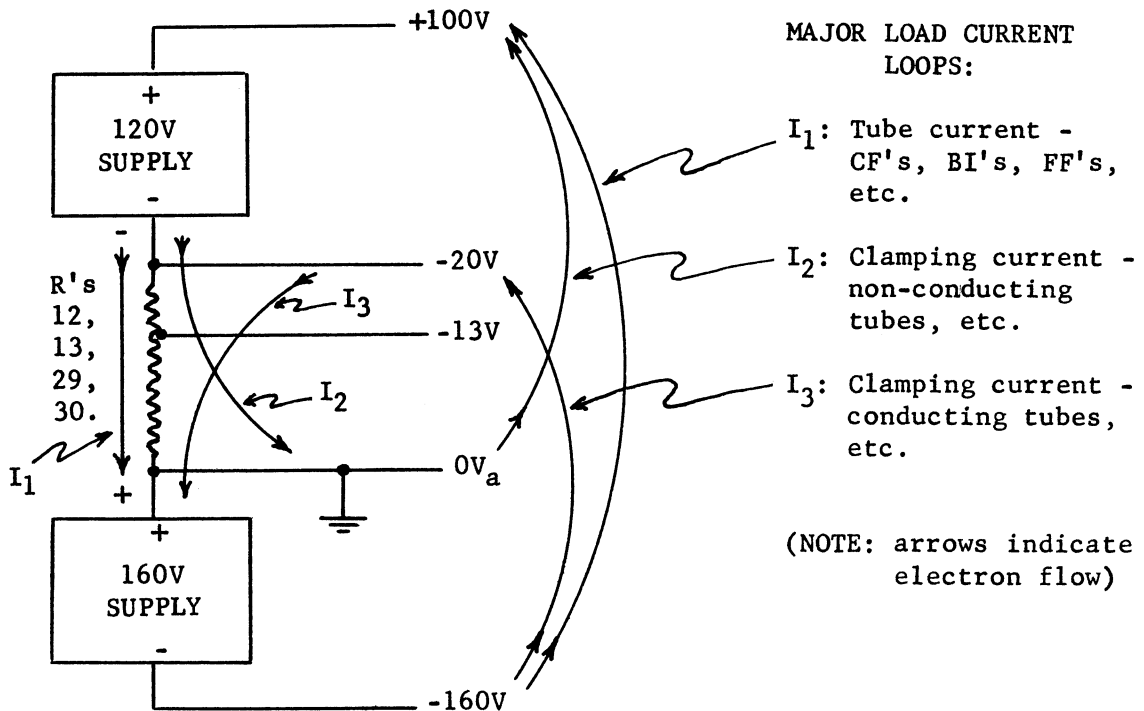 +100V
+
120V
SUPPLY
-
-
R's
12,
13,
29,
30.
I1
+
-20V
I3
-13V
I2
0Va
+
160V
SUPPLY
-
-160V
MAJOR LOAD CURRENT
LOOPS:
I1: Tube current -
CF's, BI's, FF's,
etc.
I2: Clamping current -
non-conducting
tubes, etc.
I3: Clamping current -
conducting tubes,
etc.
(NOTE: arrows indicate
electron flow)